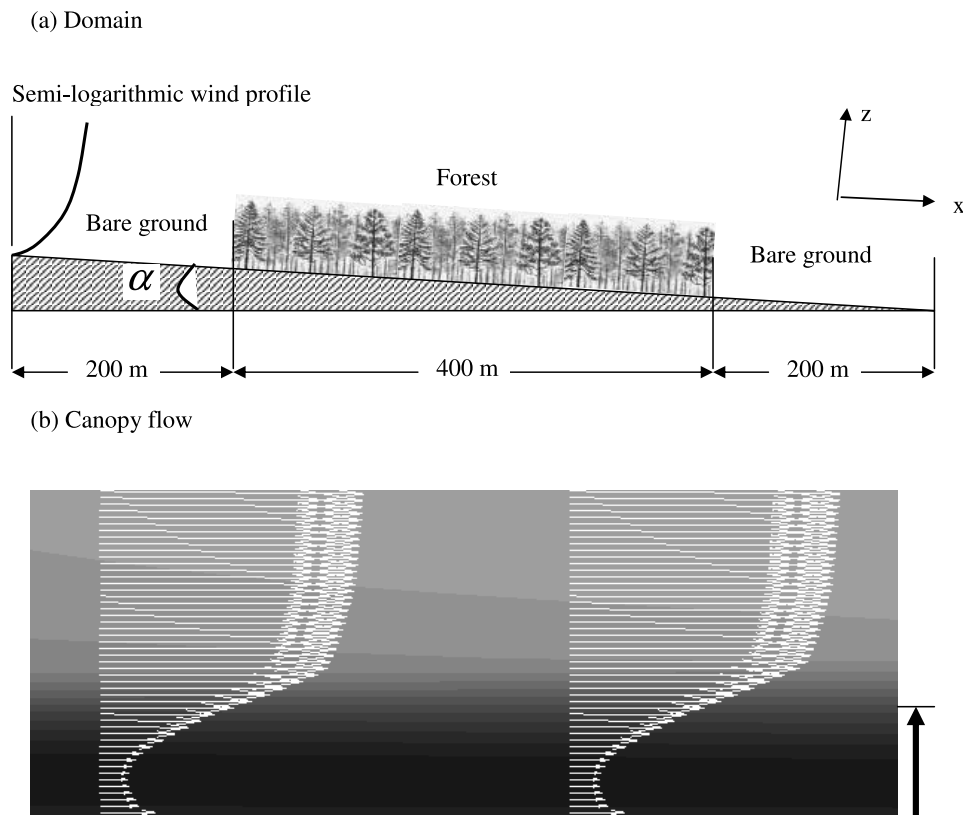 (a) Domain
Semi-logarithmic wind profile
z
Forest
x
Bare ground
Bare ground
α
200 m
400 m
200 m
(b) Canopy flow